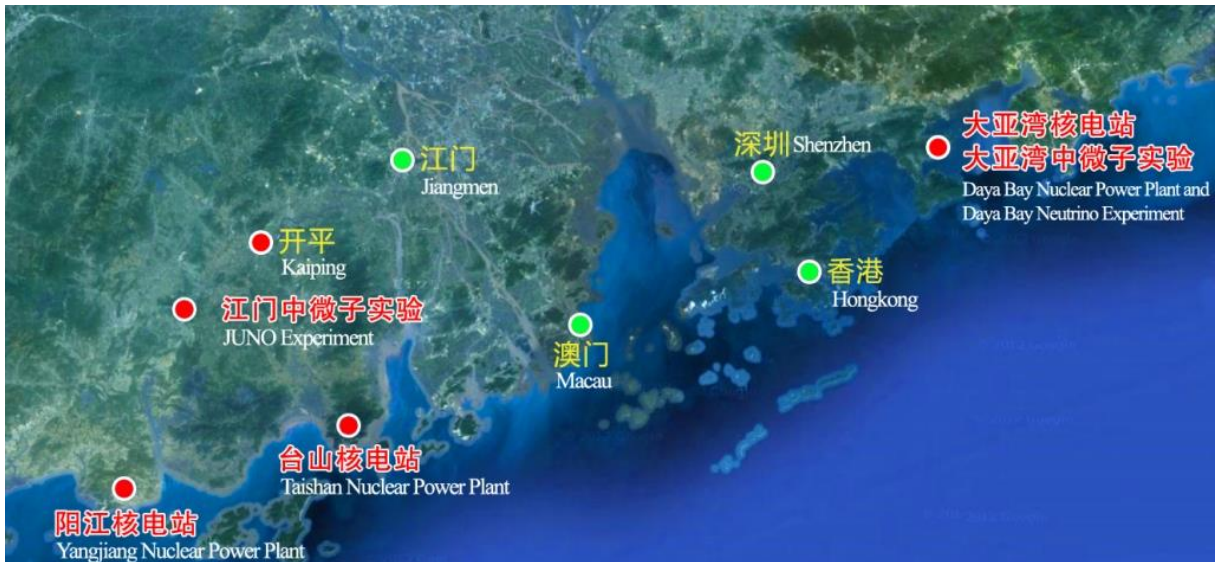 大亚湾核电站
大亚湾中微子实验
Daya Bay Nuclear Power Plant and
Daya Bay Neutrino Experiment
深圳 Shenzhen
江门
Jiangmen
开平
Kaiping
香港
Hongkong
江门中微子实验
JUNO Experiment
澳门
Macau
台山核电站
Taishan Nuclear Power Plant
阳江核电站
Yangjiang Nuclear Power Plant